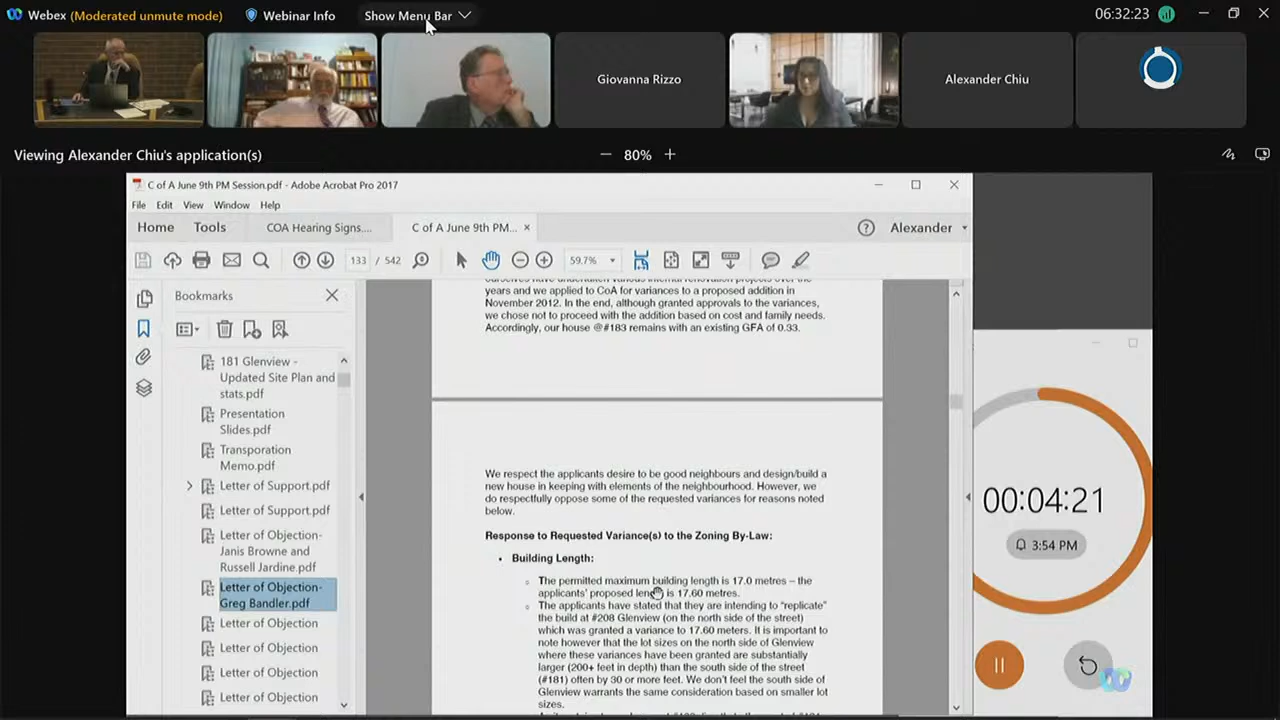 Webex (Moderated unmute mode) Webinar Info Show Menu Bar 06:32:23
Giovanna Rizzo Alexander Chiu
Viewing Alexander Chiu's application(s) 80%
C of A June 9th PM Session.pdf - Adobe Acrobat Pro 2017
File Edit View Window Help
Home Tools COA Hearing Signs.... C of A June 9th PM... × Alexander
133 / 542 59.7%
Bookmarks
181 Glenview -
Updated Site Plan and
stats.pdf
Presentation
Slides.pdf
Transporation
Memo.pdf
Letter of Support.pdf
Letter of Support.pdf
Letter of Objection-
Janis Browne and
Russell Jardine.pdf
Letter of Objection-
Greg Bandler.pdf
Letter of Objection
Letter of Objection
Letter of Objection
Letter of Objection
ourselves have undertaken various internal renovation projects over the
years and we applied to CoA for variances to a proposed addition in
November 2012. In the end, although granted approvals to the variances,
we chose not to proceed with the addition based on cost and family needs.
Accordingly, our house @#183 remains with an existing GFA of 0.33.
We respect the applicants desire to be good neighbours and design/build a
new house in keeping with elements of the neighbourhood. However, we
do respectfully oppose some of the requested variances for reasons noted
below.
Response to Requested Variance(s) to the Zoning By-Law:
• Building Length:
○ The permitted maximum building length is 17.0 metres – the
applicants' proposed length is 17.60 metres.
○ The applicants have stated that they are intending to "replicate"
the build at #208 Glenview (on the north side of the street)
which was granted a variance to 17.60 meters. It is important to
note however that the lot sizes on the north side of Glenview
where these variances have been granted are substantially
larger (200+ feet in depth) than the south side of the street
(#181) often by 30 or more feet. We don't feel the south side of
Glenview warrants the same consideration based on smaller lot
sizes.
00:04:21
3:54 PM